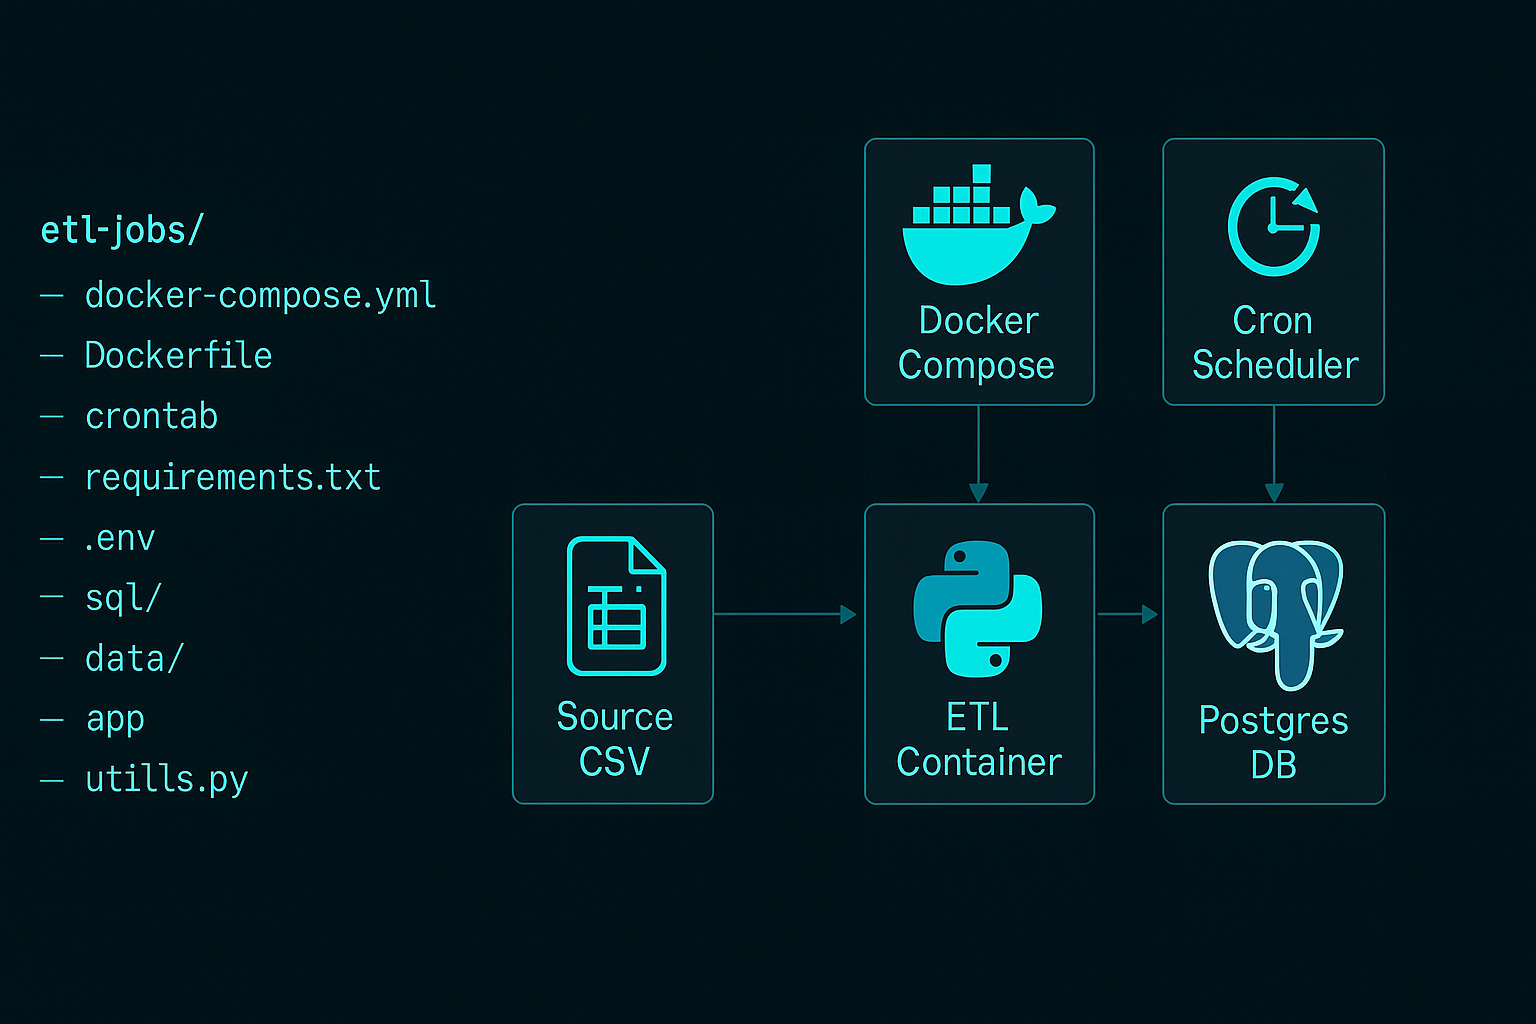 etl-jobs/
— docker-compose.yml
— Dockerfile
— crontab
— requirements.txt
— .env
— sql/
— data/
— app
— utills.py
Docker
Compose
Cron
Scheduler
Source
CSV
ETL
Container
Postgres
DB